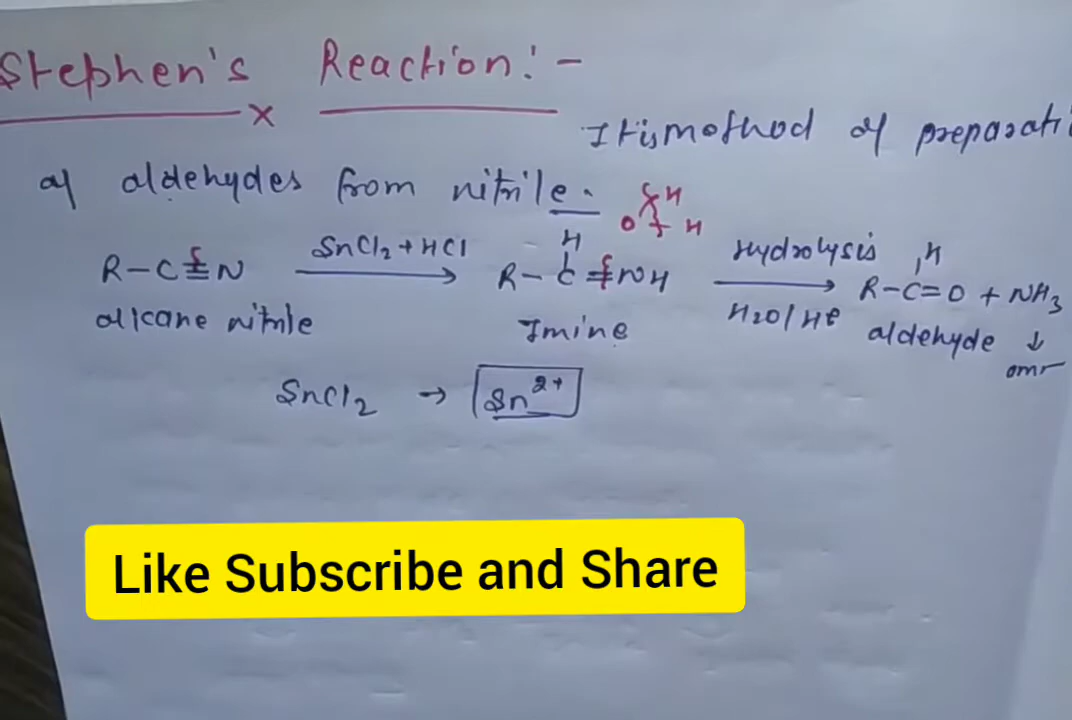 Stephen's Reaction:-
It is method of preparati
of aldehydes from nitrile.
R-C≡N SnCl2+HCl R-C=NH Hydrolysis R-C=O + NH3
H H
O H H
alkane nitrile Imine H2O/H⊕ aldehyde ↓
SnCl2 → Sn2+
Like Subscribe and Share